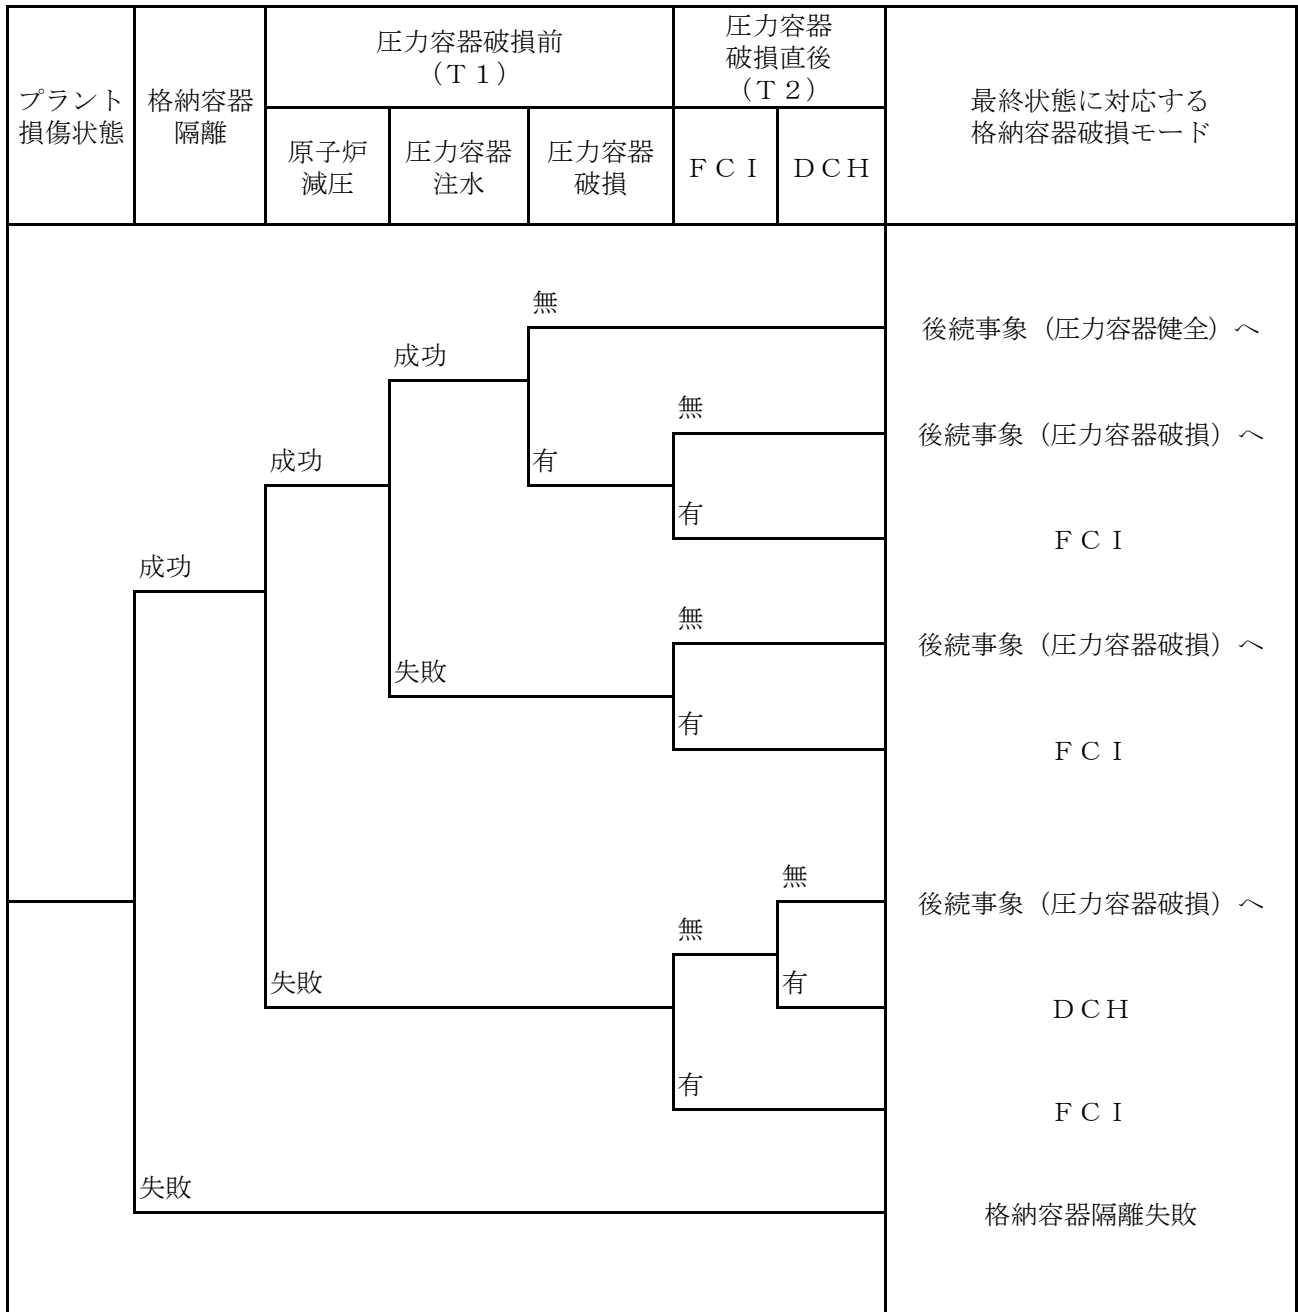 プラント
損傷状態
格納容器
隔離
圧力容器破損前
(T1)
原子炉
減圧
圧力容器
注水
圧力容器
破損
圧力容器
破損直後
(T2)
FCI
DCH
最終状態に対応する
格納容器破損モード
無
後続事象(圧力容器健全)へ
成功
無
後続事象(圧力容器破損)へ
成功
有
有
FCI
成功
無
後続事象(圧力容器破損)へ
失敗
有
FCI
無
後続事象(圧力容器破損)へ
無
失敗
有
DCH
有
FCI
失敗
格納容器隔離失敗